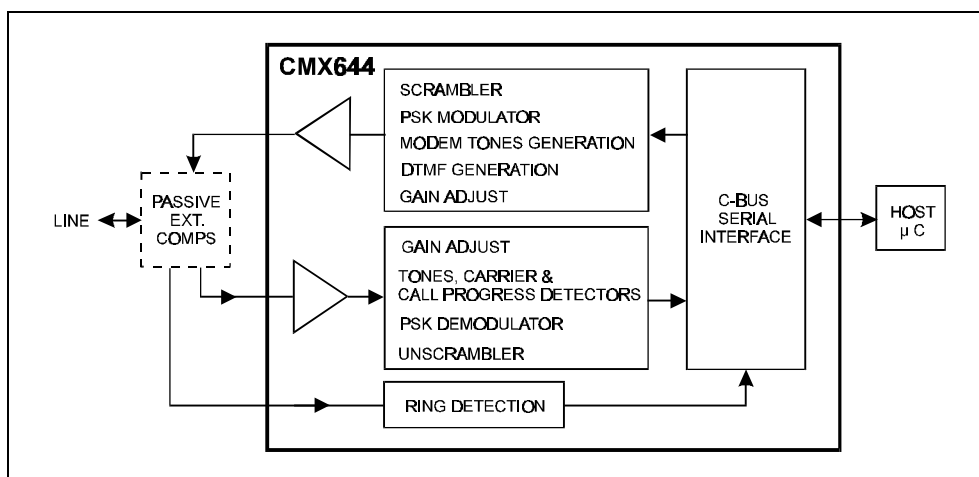 CMX644
SCRAMBLER
PSK MODULATOR
MODEM TONES GENERATION
DTMF GENERATION
GAIN ADJUST
PASSIVE
EXT.
COMPS
LINE
GAIN ADJUST
TONES, CARRIER &
CALL PROGRESS DETECTORS
PSK DEMODULATOR
UNSCRAMBLER
RING DETECTION
C-BUS
SERIAL
INTERFACE
HOST
µ C